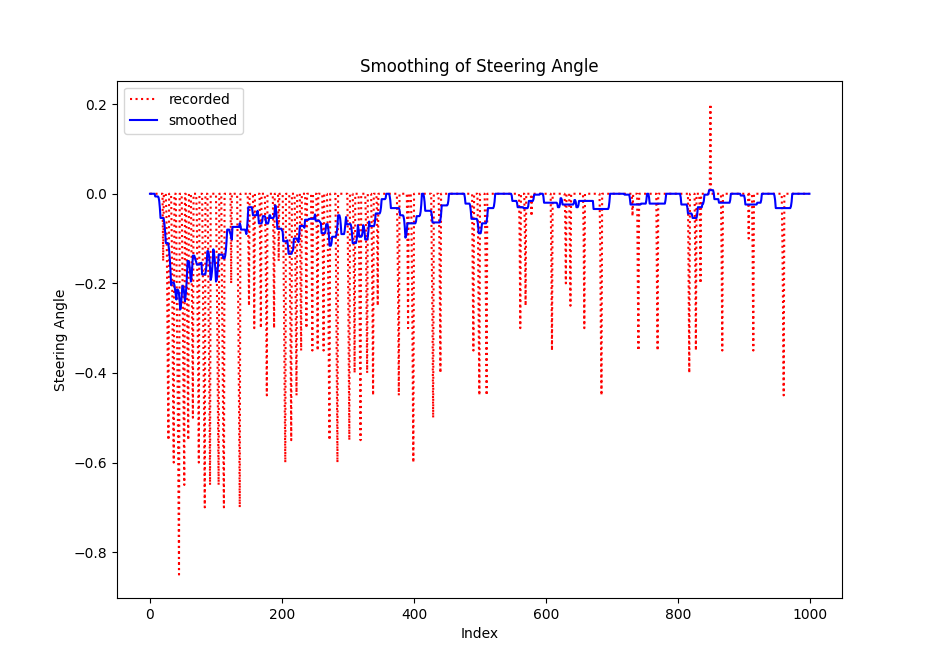 Smoothing of Steering Angle
recorded
smoothed
0.2
0.0
−0.2
−0.4
−0.6
−0.8
Steering Angle
0 200 400 600 800 1000
Index